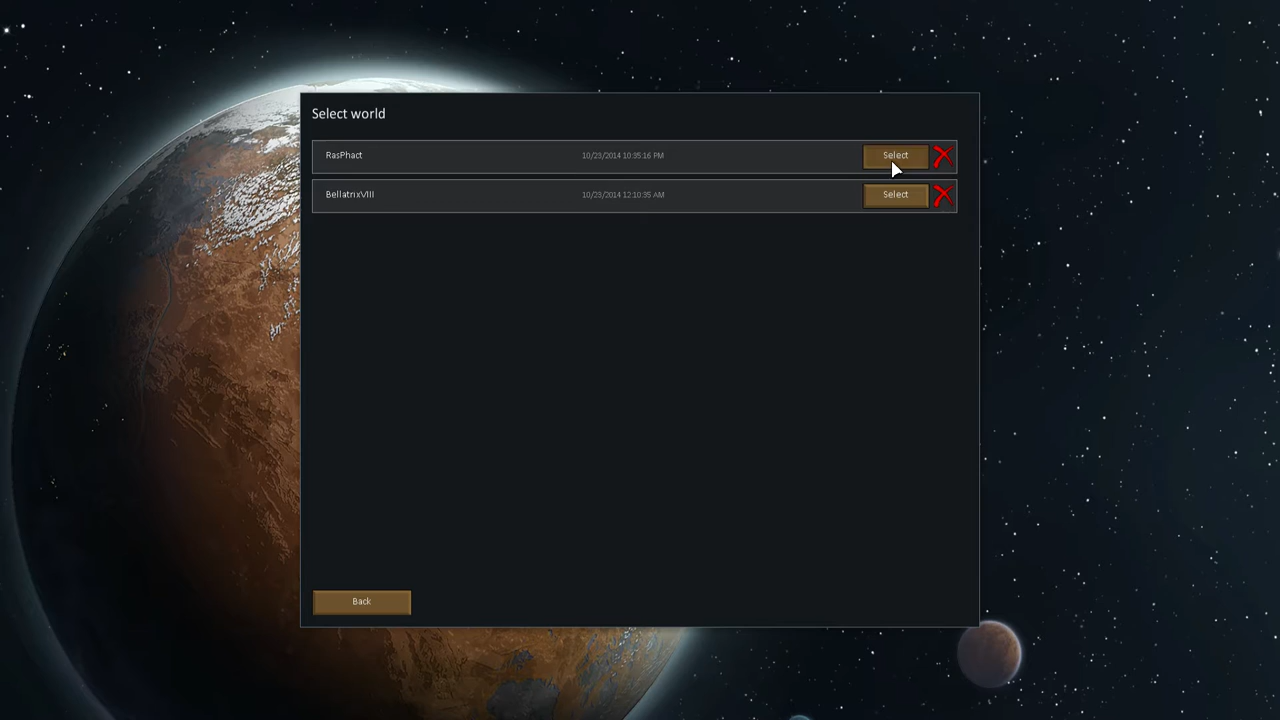 Select world
RasPhact 10/23/2014 10:35:16 PM Select
BellatrixVIII 10/23/2014 12:10:35 AM Select
Back